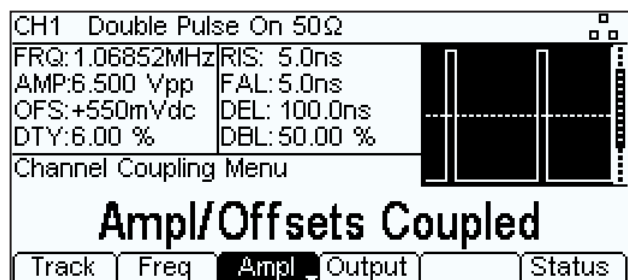 CH1 Double Pulse On 50Ω
FRQ:1.06852MHz RIS: 5.0ns
AMP:6.500 Vpp FAL:5.0ns
OFS:+550mVdc DEL: 100.0ns
DTY:6.00 % DBL:50.00 %
Channel Coupling Menu
Ampl/Offsets Coupled
Track Freq Ampl Output Status